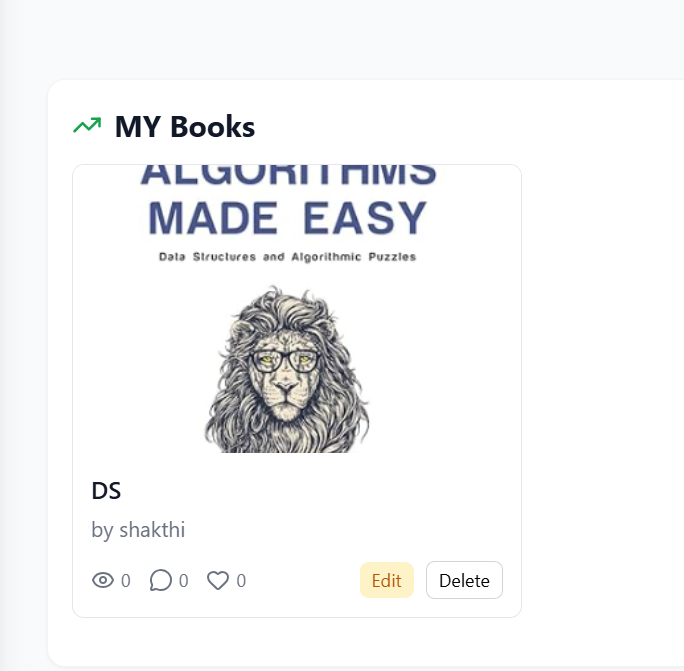 MY Books
ALGORITHMS
MADE EASY
Data Structures and Algorithmic Puzzles
DS
by shakthi
0 0 0 Edit Delete